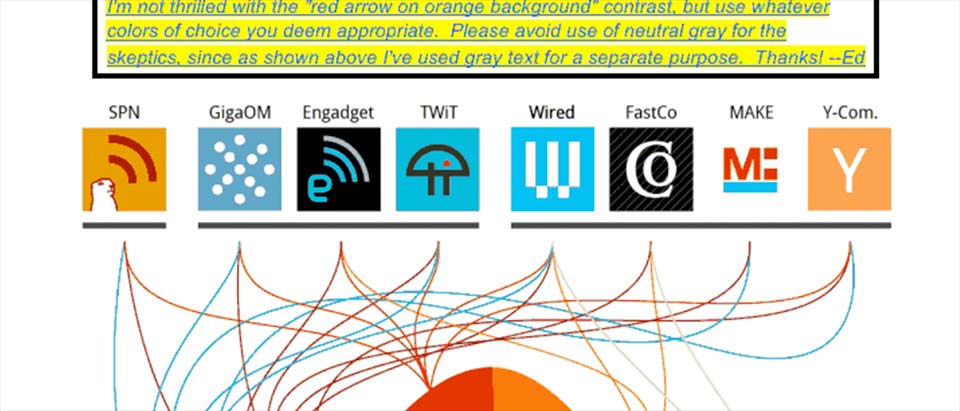 I'm not thrilled with the "red arrow on orange background" contrast, but use whatever
colors of choice you deem appropriate.  Please avoid use of neutral gray for the
skeptics, since as shown above I've used gray text for a separate purpose.  Thanks! --Ed
SPN GigaOM Engadget TWiT Wired FastCo MAKE Y-Com.
e W CO M: Y